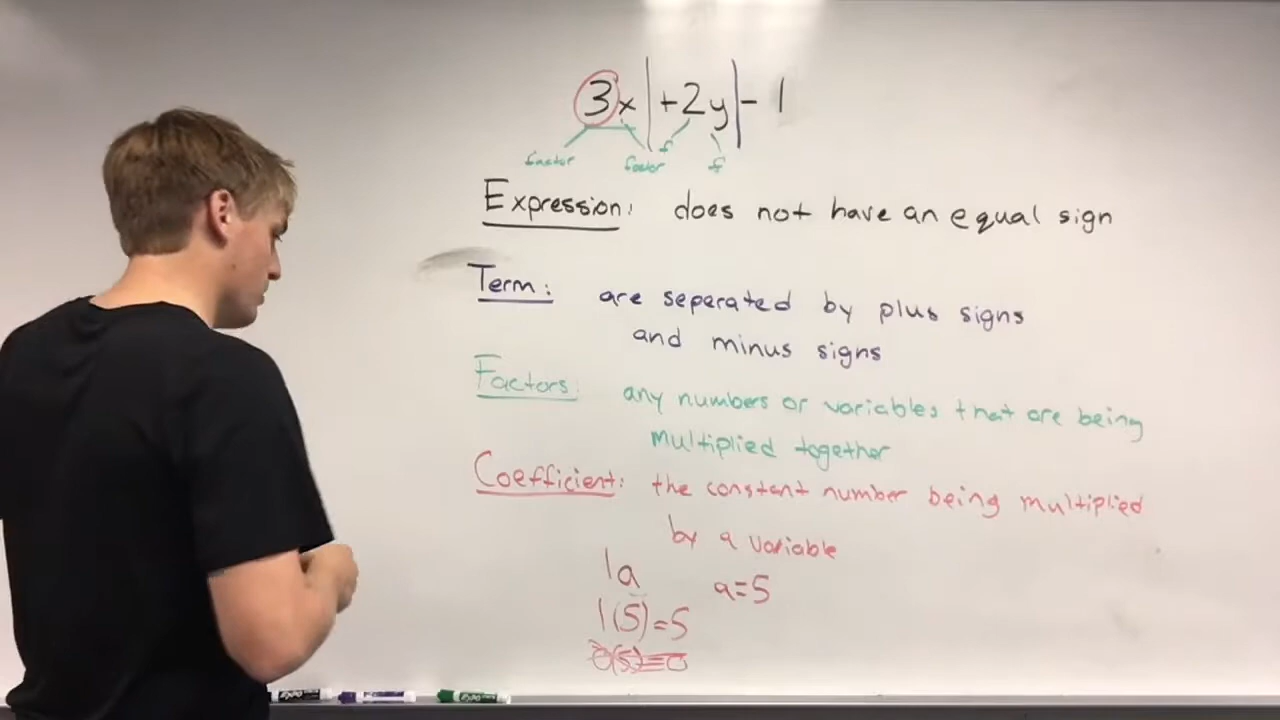 3x|+2y|-1
factor factor f f
Expression: does not have an equal sign
Term: are separated by plus signs
and minus signs
Factors: any numbers or variables that are being
multiplied together
Coefficient: the constant number being multiplied
by a variable
1a a=5
1(5)=5
0(5)=0